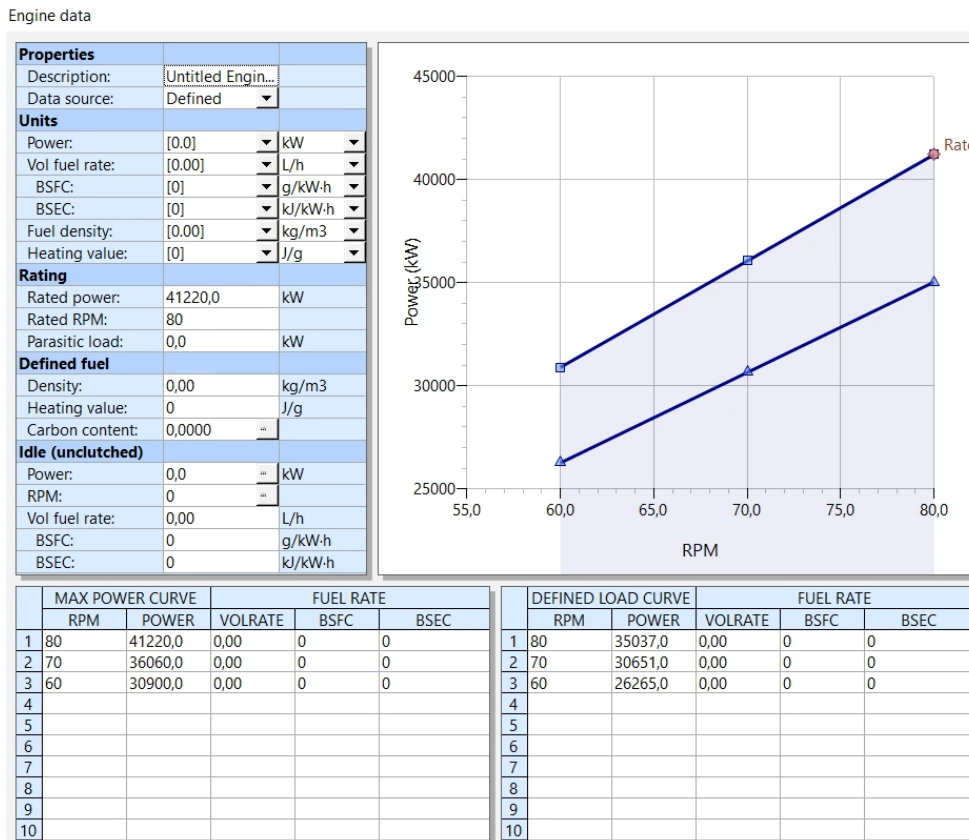 Engine data
Properties
Description: Untitled Engin...
Data source: Defined
Units
Power: [0.0] kW
Vol fuel rate: [0.00] L/h
BSFC: [0] g/kW·h
BSEC: [0] kJ/kW·h
Fuel density: [0.00] kg/m3
Heating value: [0] J/g
Rating
Rated power: 41220,0 kW
Rated RPM: 80
Parasitic load: 0,0 kW
Defined fuel
Density: 0,00 kg/m3
Heating value: 0 J/g
Carbon content: 0,0000 ...
Idle (unclutched)
Power: 0,0 ... kW
RPM: 0 ...
Vol fuel rate: 0,00 L/h
BSFC: 0 g/kW·h
BSEC: 0 kJ/kW·h
45000
40000
35000
30000
25000
Power (kW)
55,0 60,0 65,0 70,0 75,0 80,0
RPM
Rate
MAX POWER CURVE FUEL RATE
RPM POWER VOLRATE BSFC BSEC
1 80 41220,0 0,00 0 0
2 70 36060,0 0,00 0 0
3 60 30900,0 0,00 0 0
4
5
6
7
8
9
10
DEFINED LOAD CURVE FUEL RATE
RPM POWER VOLRATE BSFC BSEC
1 80 35037,0 0,00 0 0
2 70 30651,0 0,00 0 0
3 60 26265,0 0,00 0 0
4
5
6
7
8
9
10